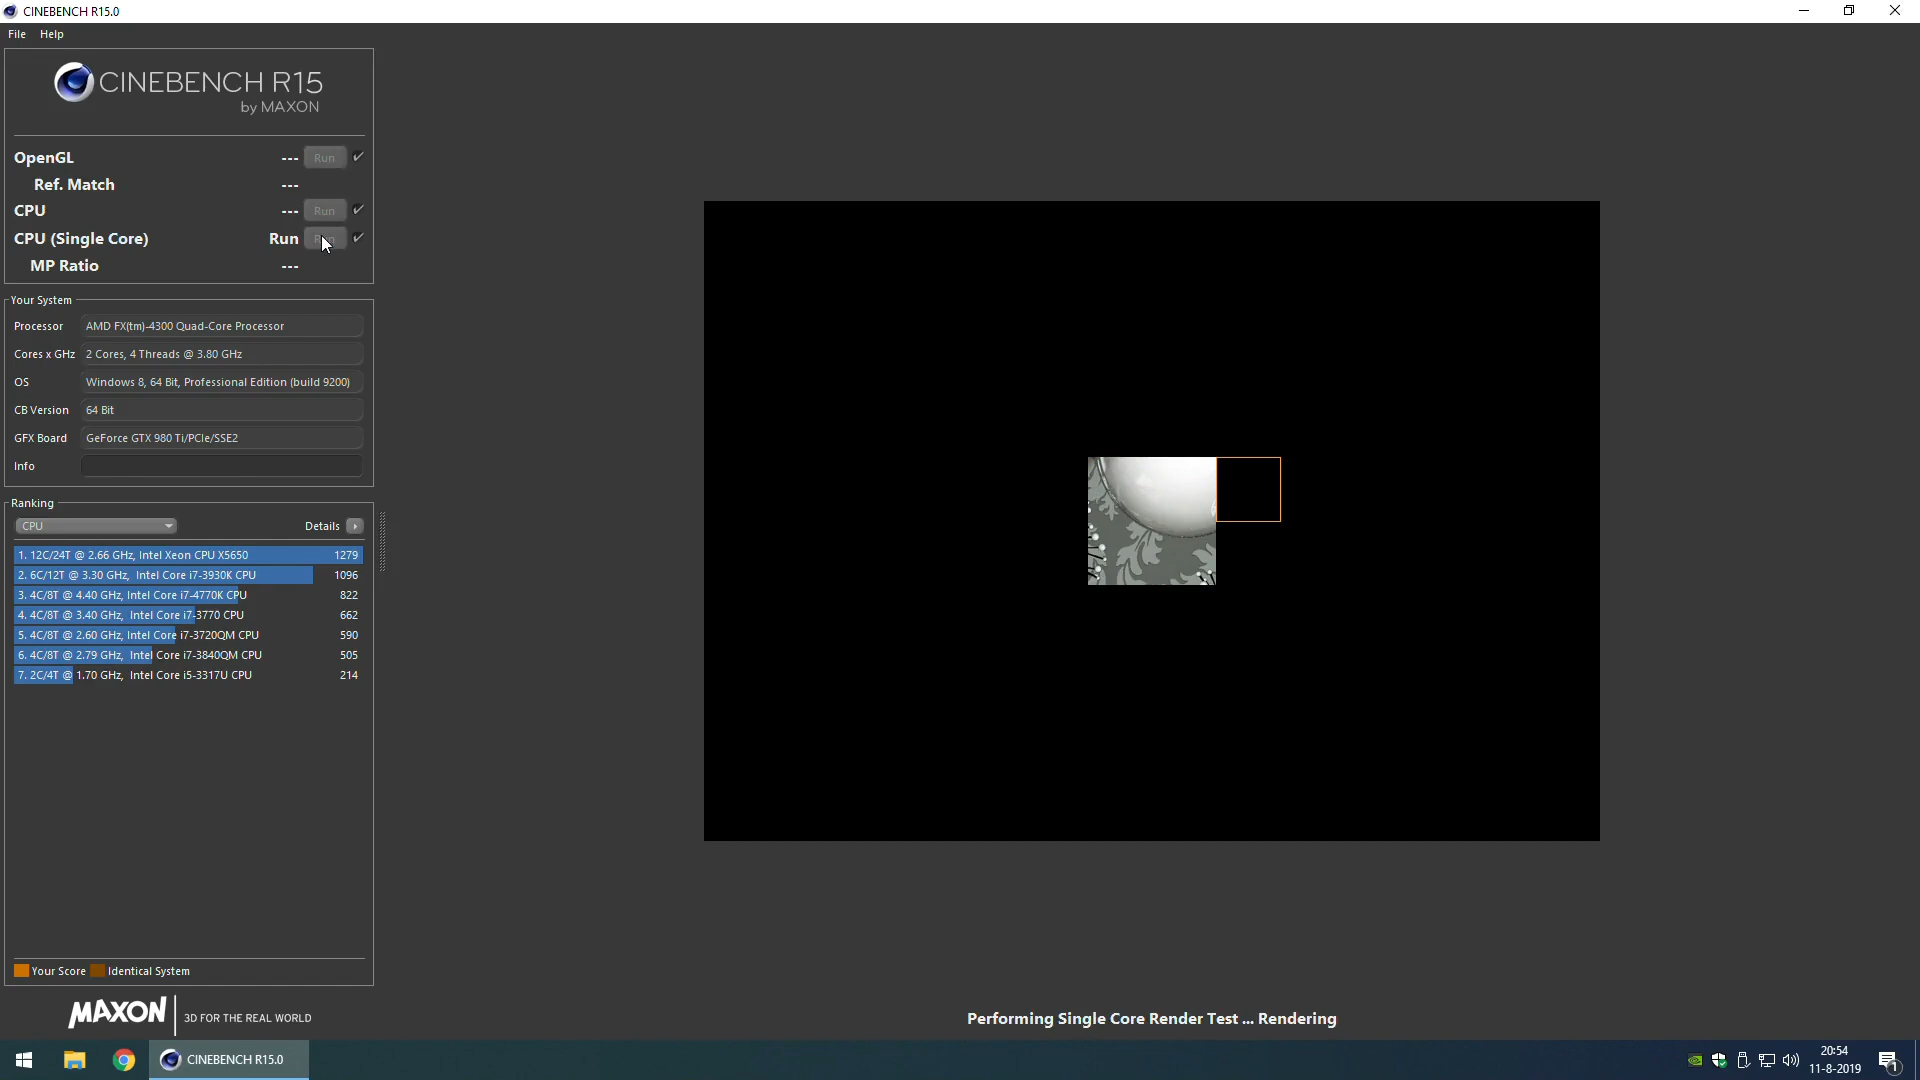 CINEBENCH R15.0
File Help
CINEBENCH R15
by MAXON
OpenGL --- Run
Ref. Match ---
CPU --- Run
CPU (Single Core) Run
MP Ratio ---
Your System
Processor AMD FX(tm)-4300 Quad-Core Processor
Cores x GHz 2 Cores, 4 Threads @ 3.80 GHz
OS Windows 8, 64 Bit, Professional Edition (build 9200)
CB Version 64 Bit
GFX Board GeForce GTX 980 Ti/PCIe/SSE2
Info
Ranking
CPU Details
1. 12C/24T @ 2.66 GHz, Intel Xeon CPU X5650 1279
2. 6C/12T @ 3.30 GHz, Intel Core i7-3930K CPU 1096
3. 4C/8T @ 4.40 GHz, Intel Core i7-4770K CPU 822
4. 4C/8T @ 3.40 GHz, Intel Core i7-3770 CPU 662
5. 4C/8T @ 2.60 GHz, Intel Core i7-3720QM CPU 590
6. 4C/8T @ 2.79 GHz, Intel Core i7-3840QM CPU 505
7. 2C/4T @ 1.70 GHz, Intel Core i5-3317U CPU 214
Your Score Identical System
MAXON 3D FOR THE REAL WORLD
Performing Single Core Render Test ... Rendering
CINEBENCH R15.0
20:54
11-8-2019
1